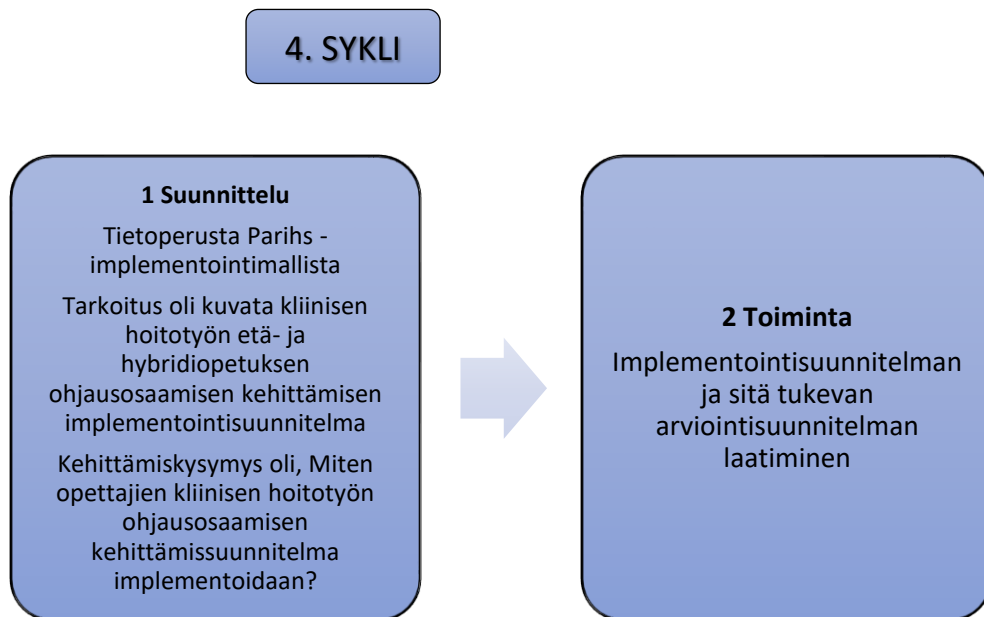 4. SYKLI
1 Suunnittelu
Tietoperusta Parihs -
implementointimallista
Tarkoitus oli kuvata kliinisen
hoitotyön etä- ja
hybridiopetuksen
ohjausosaamisen kehittämisen
implementointisuunnitelma
Kehittämiskysymys oli, Miten
opettajien kliinisen hoitotyön
ohjausosaamisen
kehittämissuunnitelma
implementoidaan?
2 Toiminta
Implementointisuunnitelman
ja sitä tukevan
arviointisuunnitelman
laatiminen